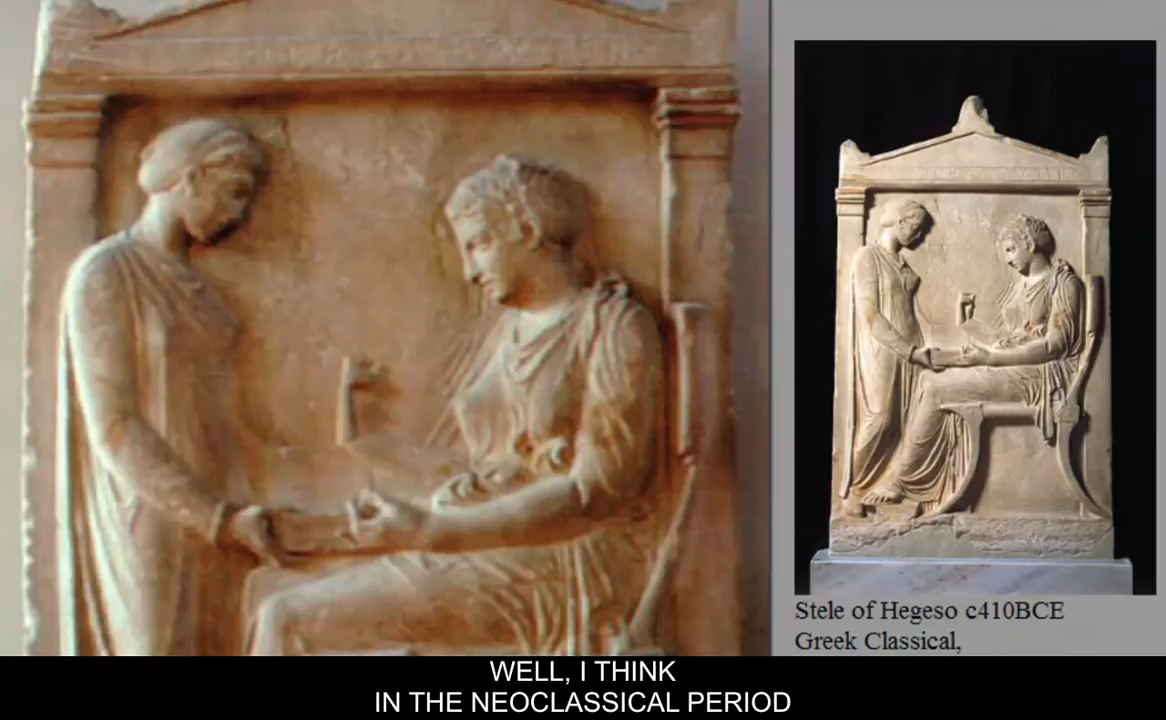 Stele of Hegeso c410BCE
Greek Classical,
WELL, I THINK
IN THE NEOCLASSICAL PERIOD